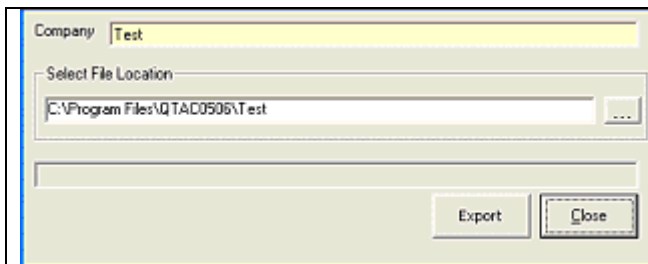 Company Test
Select File Location
C:\Program Files\QTAC0506\Test ...
Export Close